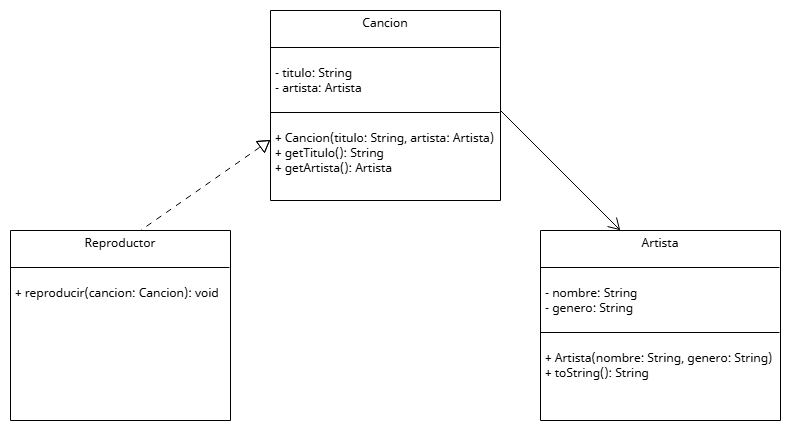 Cancion
- titulo: String
- artista: Artista
+ Cancion(titulo: String, artista: Artista)
+ getTitulo(): String
+ getArtista(): Artista
Reproductor
+ reproducir(cancion: Cancion): void
Artista
- nombre: String
- genero: String
+ Artista(nombre: String, genero: String)
+ toString(): String